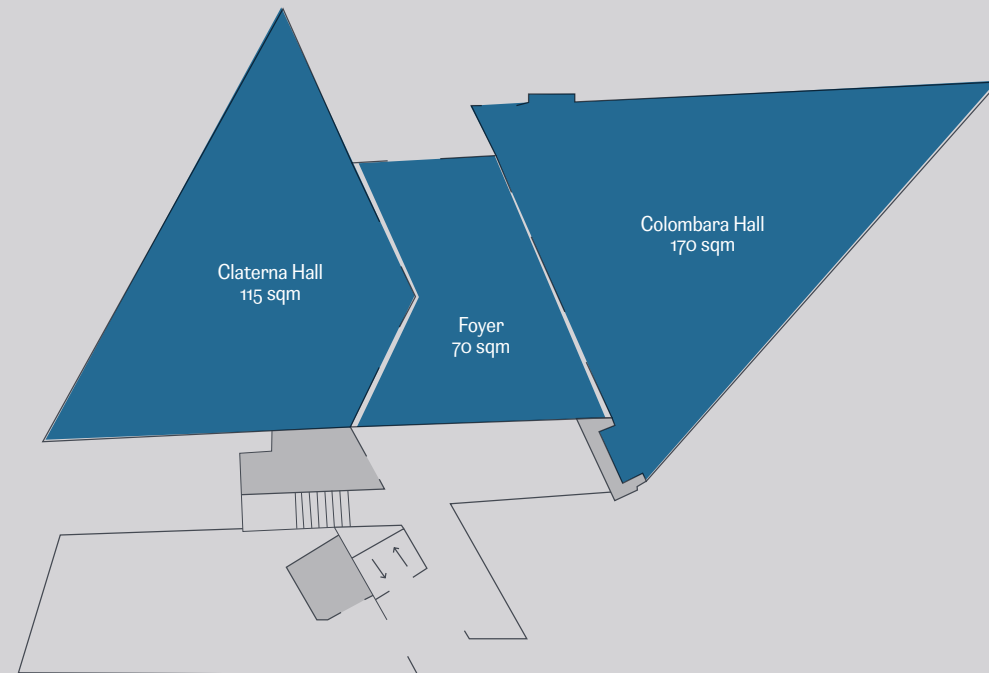 Claterna Hall
115 sqm
Foyer
70 sqm
Colombara Hall
170 sqm